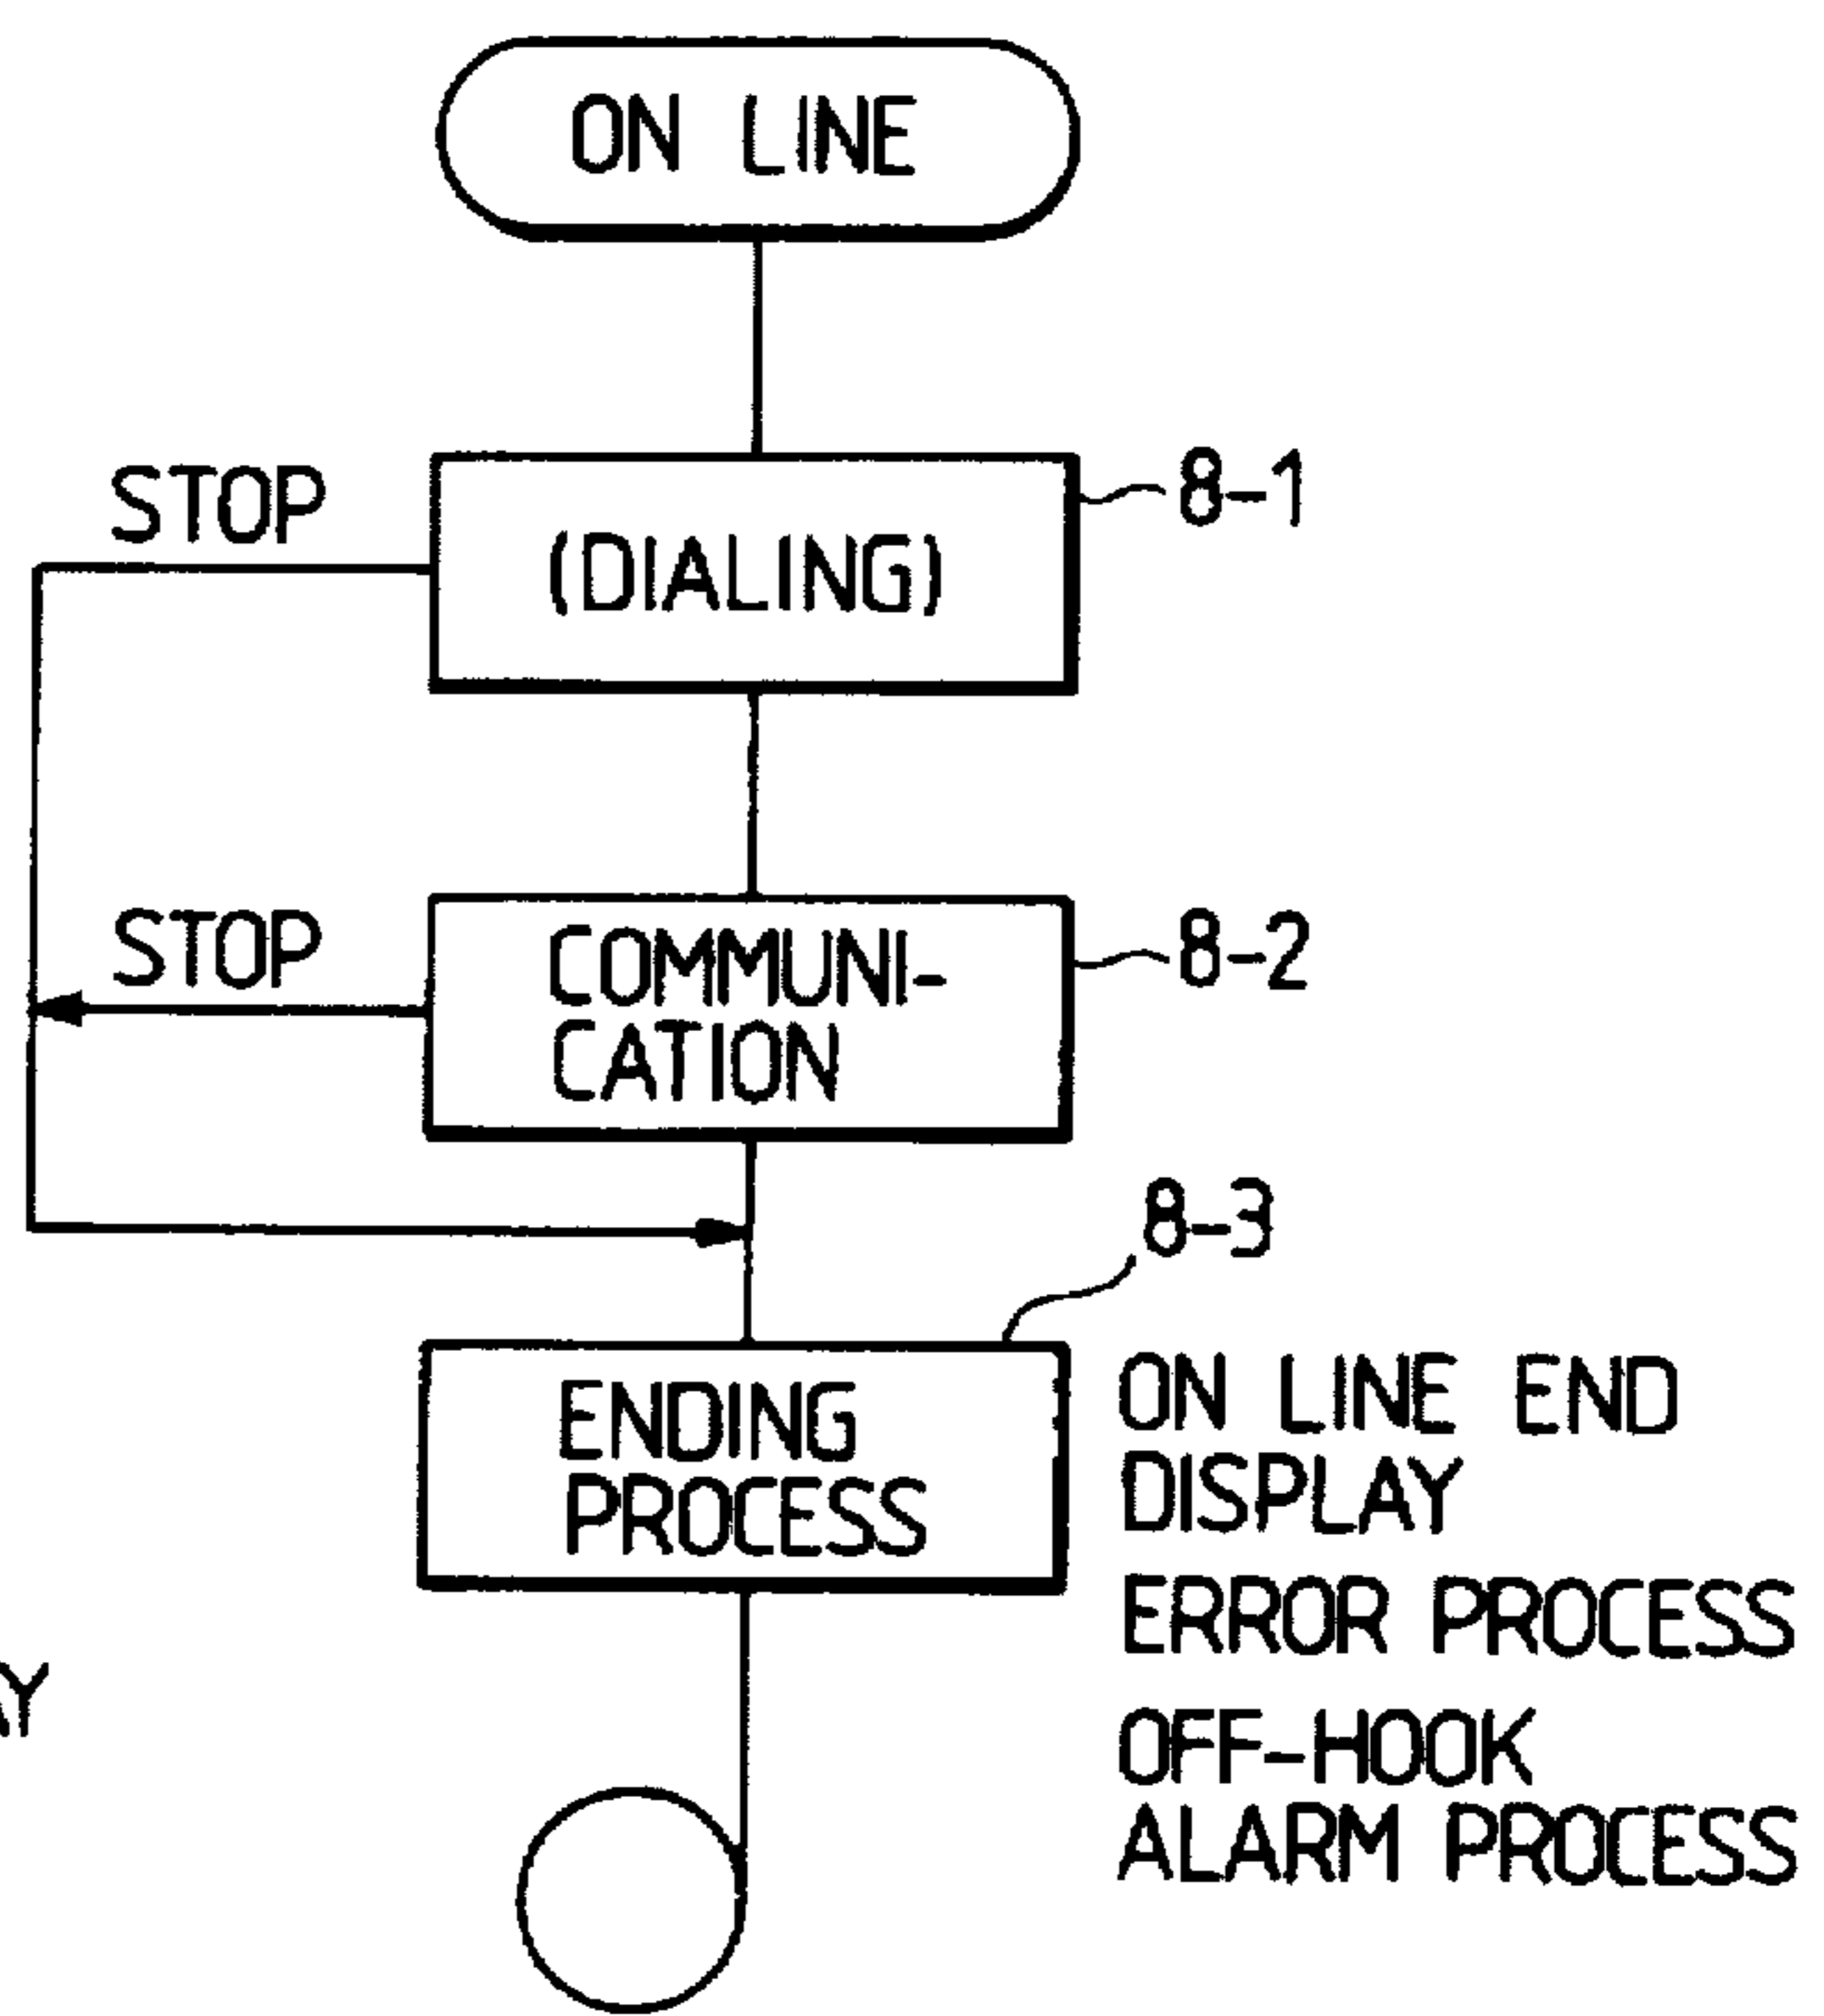 ON LINE
STOP
(DIALING)
8-1
STOP
COMMUNI-
CATION
8-2
8-3
ENDING
PROCESS
ON LINE END
DISPLAY
ERROR PROCESS
OFF-HOOK
ALARM PROCESS